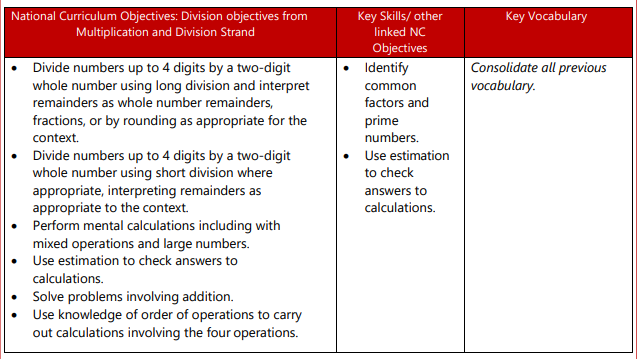 National Curriculum Objectives: Division objectives from
Multiplication and Division Strand
Key Skills/ other
linked NC
Objectives
Key Vocabulary
• Divide numbers up to 4 digits by a two-digit
whole number using long division and interpret
remainders as whole number remainders,
fractions, or by rounding as appropriate for the
context.
• Divide numbers up to 4 digits by a two-digit
whole number using short division where
appropriate, interpreting remainders as
appropriate to the context.
• Perform mental calculations including with
mixed operations and large numbers.
• Use estimation to check answers to
calculations.
• Solve problems involving addition.
• Use knowledge of order of operations to carry
out calculations involving the four operations.
• Identify
common
factors and
prime
numbers.
• Use estimation
to check
answers to
calculations.
Consolidate all previous
vocabulary.